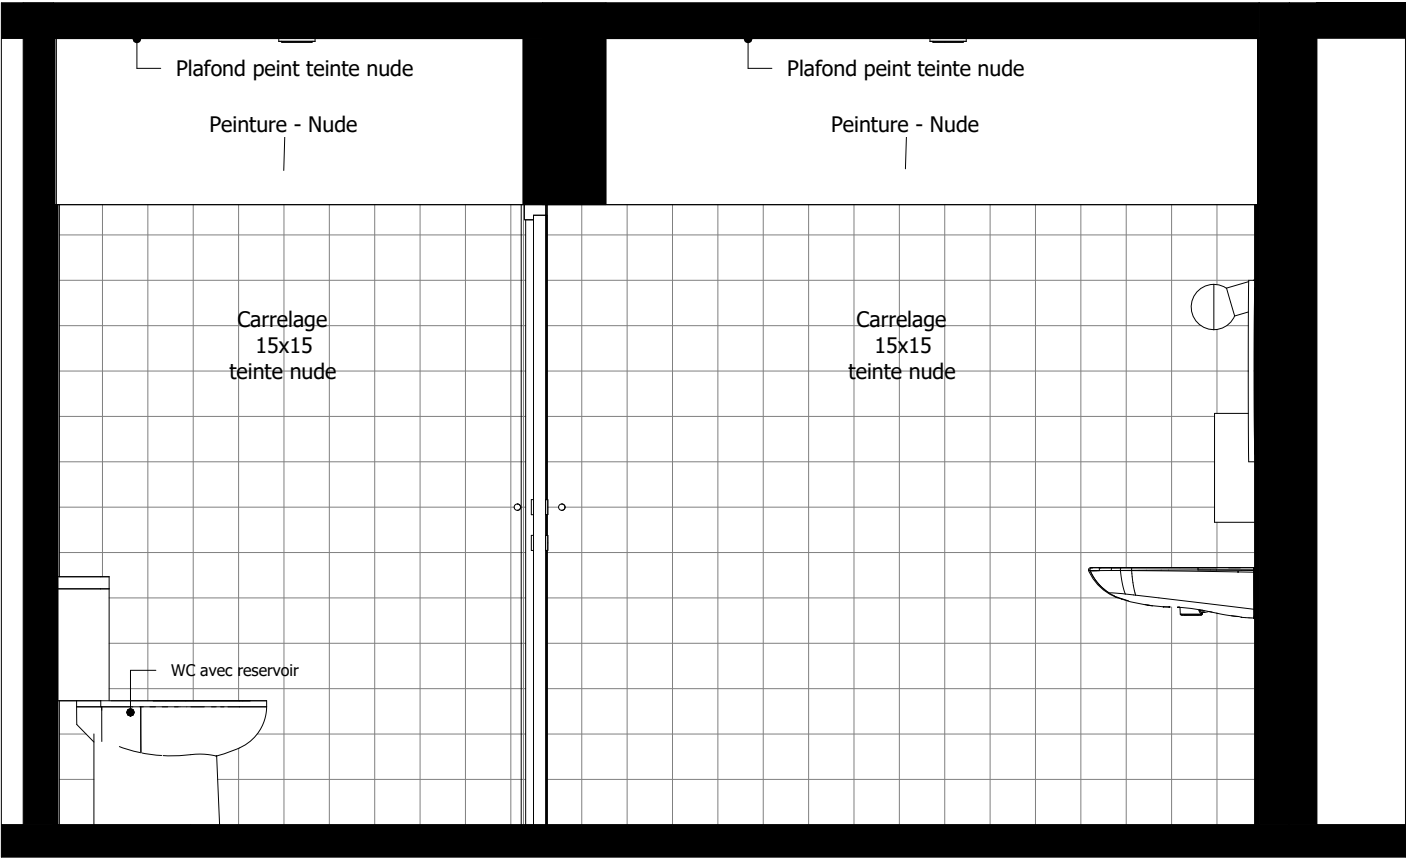 Plafond peint teinte nude
Plafond peint teinte nude
Peinture - Nude
Peinture - Nude
Carrelage
15x15
teinte nude
Carrelage
15x15
teinte nude
WC avec reservoir